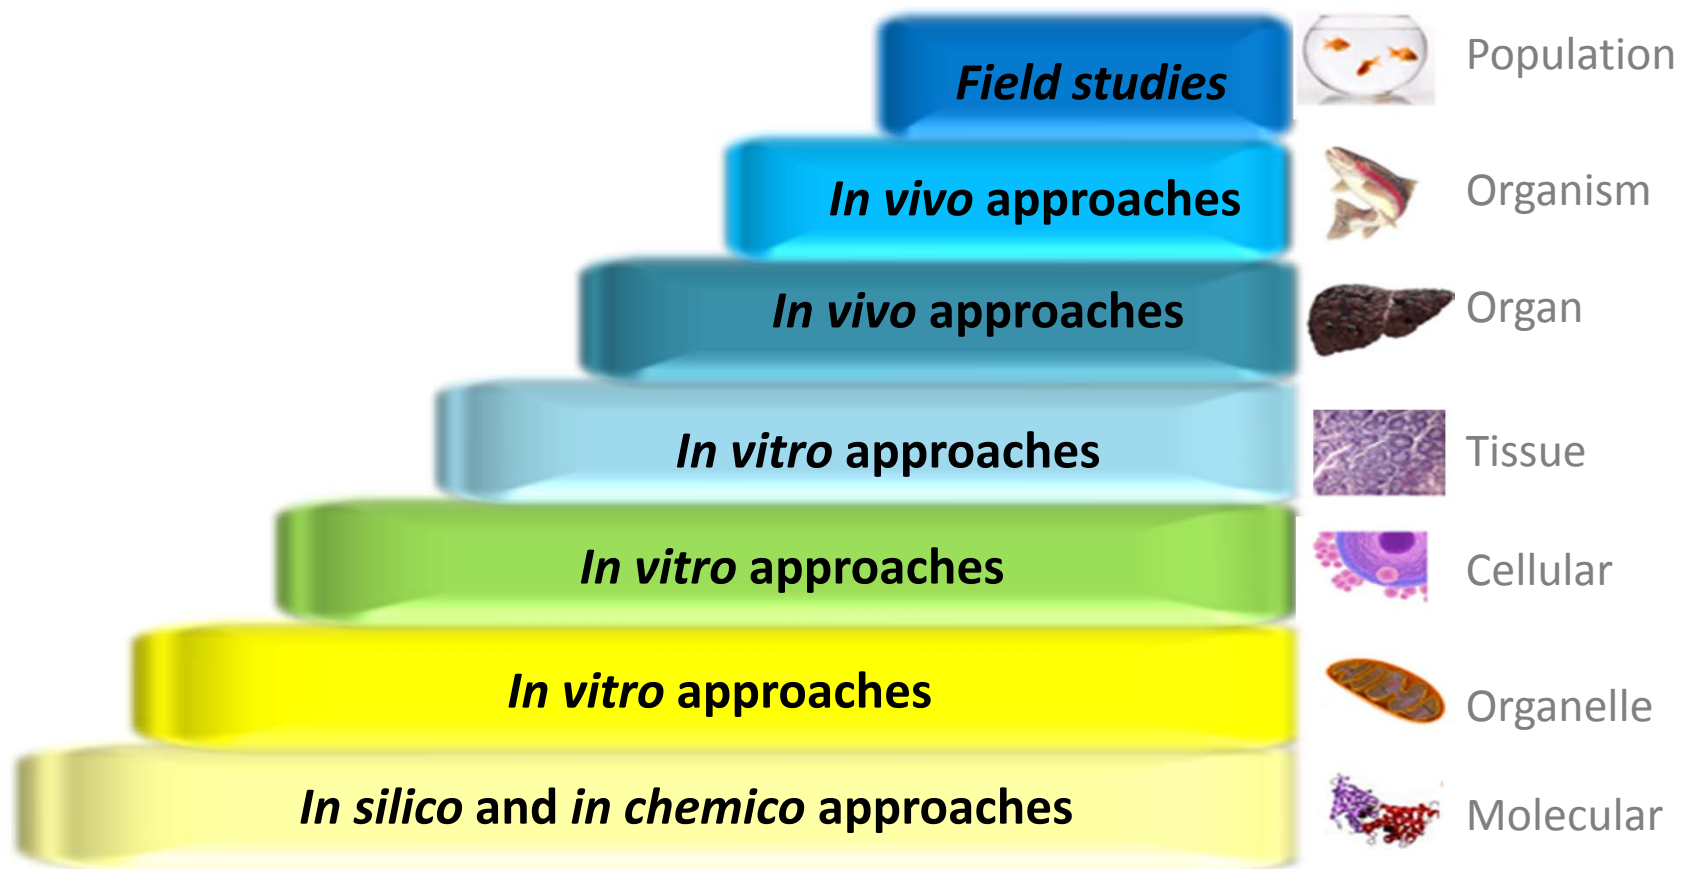 Field studies
Population
In vivo approaches
Organism
In vivo approaches
Organ
In vitro approaches
Tissue
In vitro approaches
Cellular
In vitro approaches
Organelle
In silico and in chemico approaches
Molecular